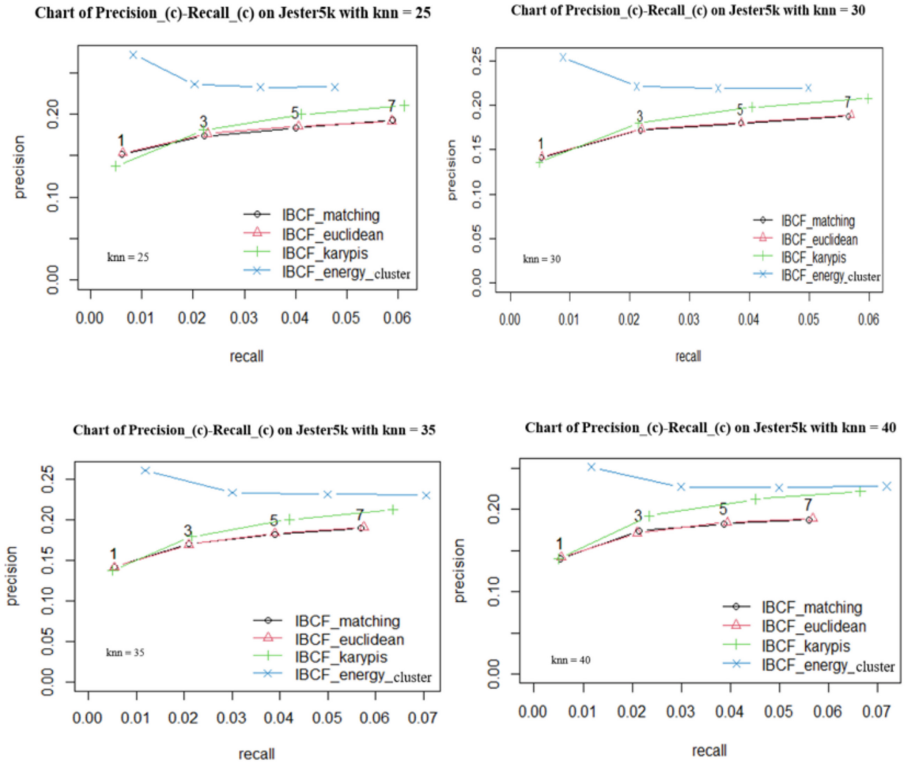 Chart of Precision_(c)-Recall_(c) on Jester5k with knn = 25
precision
0.20
0.10
0.00
1
3
5
7
IBCF_matching
IBCF_euclidean
IBCF_karypis
IBCF_energy_cluster
knn = 25
0.00 0.01 0.02 0.03 0.04 0.05 0.06
recall
Chart of Precision_(c)-Recall_(c) on Jester5k with knn = 30
precision
0.25
0.20
0.15
0.10
0.05
0.00
1
3
5
7
IBCF_matching
IBCF_euclidean
IBCF_karypis
IBCF_energy_cluster
knn = 30
0.00 0.01 0.02 0.03 0.04 0.05 0.06
recall
Chart of Precision_(c)-Recall_(c) on Jester5k with knn = 35
precision
0.25
0.20
0.15
0.10
0.05
0.00
1
3
5
7
IBCF_matching
IBCF_euclidean
IBCF_karypis
IBCF_energy_cluster
knn = 35
0.00 0.01 0.02 0.03 0.04 0.05 0.06 0.07
recall
Chart of Precision_(c)-Recall_(c) on Jester5k with knn = 40
precision
0.20
0.10
0.00
1
3
5
7
IBCF_matching
IBCF_euclidean
IBCF_karypis
IBCF_energy_cluster
knn = 40
0.00 0.01 0.02 0.03 0.04 0.05 0.06 0.07
recall